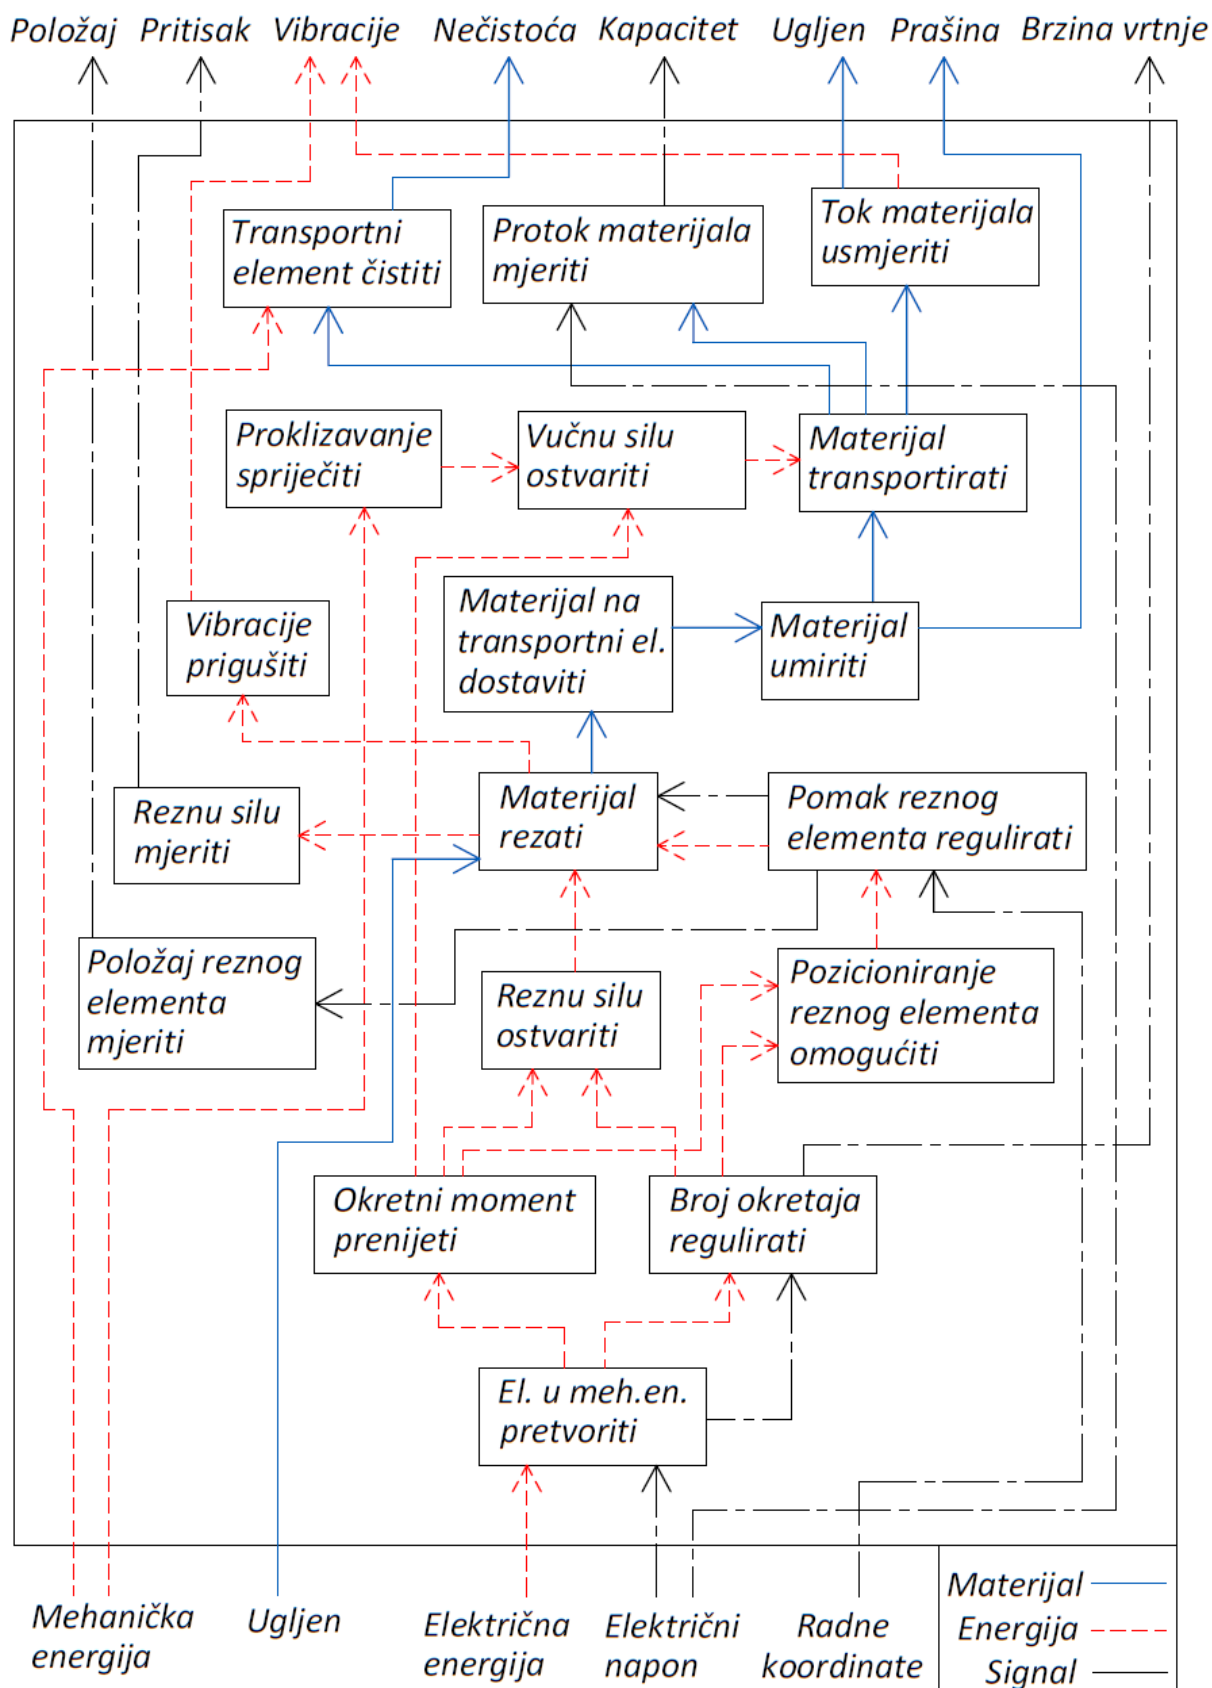 Položaj Pritisak Vibracije Nečistoća Kapacitet Ugljen Prašina Brzina vrtnje
Transportni
element čistiti
Protok materijala
mjeriti
Tok materijala
usmjeriti
Proklizavanje
spriječiti
Vučnu silu
ostvariti
Materijal
transportirati
Vibracije
prigušiti
Materijal na
transportni el.
dostaviti
Materijal
umiriti
Reznu silu
mjeriti
Materijal
rezati
Pomak reznog
elementa regulirati
Položaj reznog
elementa
mjeriti
Reznu silu
ostvariti
Pozicioniranje
reznog elementa
omogućiti
Okretni moment
prenijeti
Broj okretaja
regulirati
El. u meh.en.
pretvoriti
Mehanička
energija
Ugljen
Električna
energija
Električni
napon
Radne
koordinate
Materijal
Energija
Signal